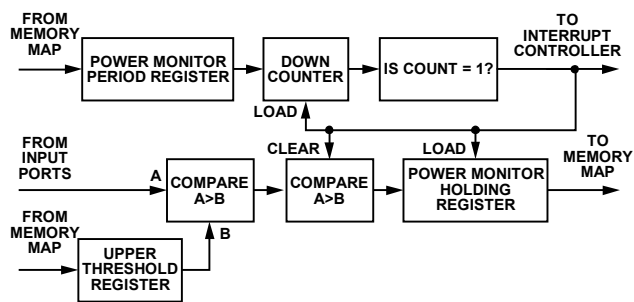 FROM
MEMORY
MAP
POWER MONITOR
PERIOD REGISTER
DOWN
COUNTER
IS COUNT = 1?
TO
INTERRUPT
CONTROLLER
LOAD
FROM
INPUT
PORTS
A
COMPARE
A>B
CLEAR
COMPARE
A>B
LOAD
POWER MONITOR
HOLDING
REGISTER
TO
MEMORY
MAP
FROM
MEMORY
MAP
B
UPPER
THRESHOLD
REGISTER